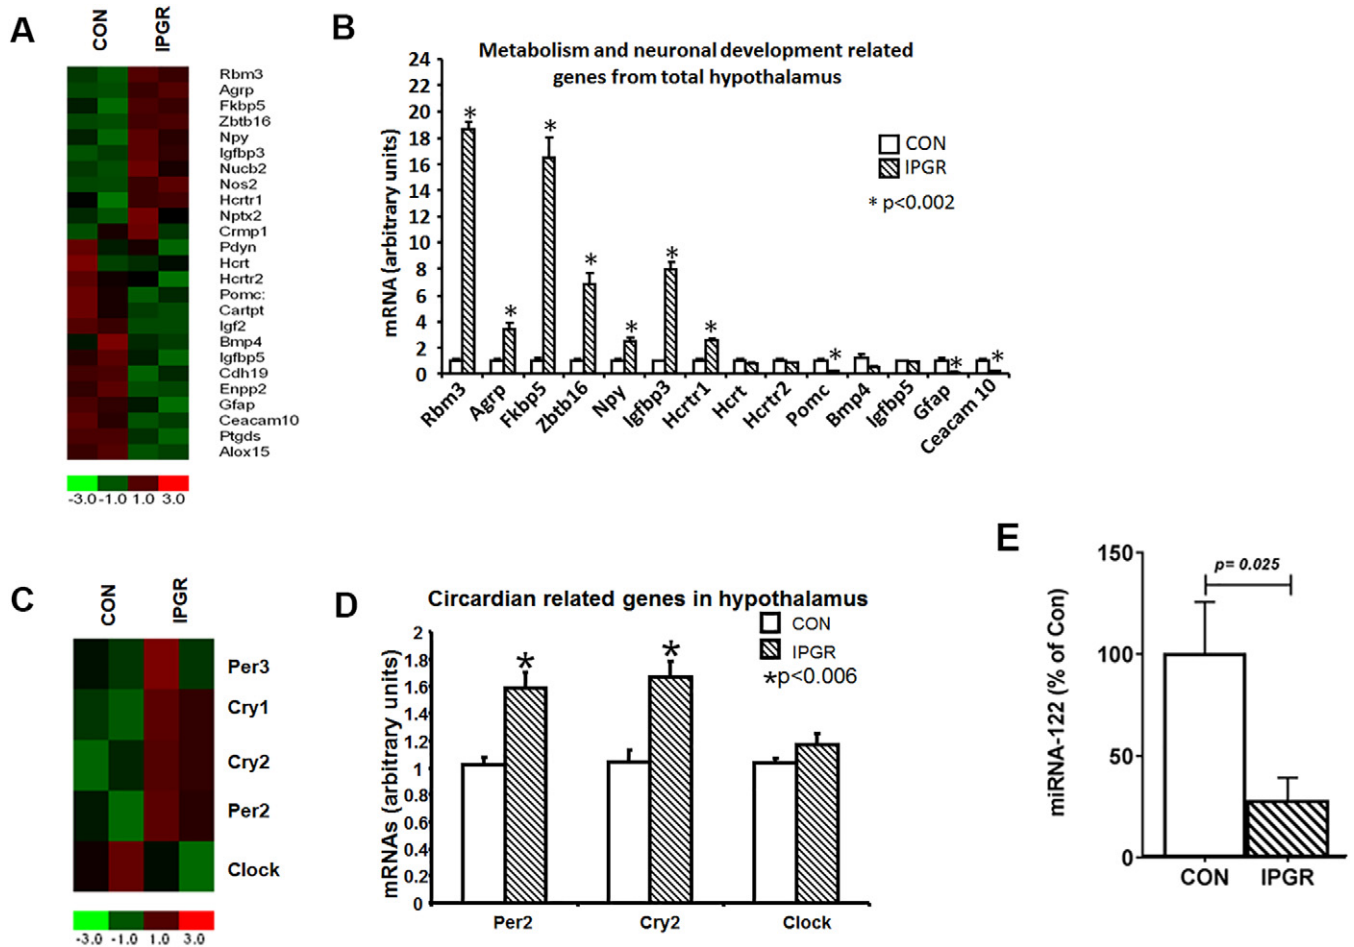 A
CON
IPGR
Rbm3
Agrp
Fkbp5
Zbtb16
Npy
Igfbp3
Nucb2
Nos2
Hcrtr1
Nptx2
Crmp1
Pdyn
Hcrt
Hcrtr2
Pomc:
Cartpt
Igf2
Bmp4
Igfbp5
Cdh19
Enpp2
Gfap
Ceacam10
Ptgds
Alox15
-3.0 -1.0 1.0 3.0
B
Metabolism and neuronal development related
genes from total hypothalamus
mRNA (arbitrary units)
24
22
20
18
16
14
12
10
8
6
4
2
0
CON
IPGR
* p<0.002
* * * * * * * * * *
Rbm3 Agrp Fkbp5 Zbtb16 Npy Igfbp3 Hcrtr1 Hcrt Hcrtr2 Pomc Bmp4 Igfbp5 Gfap Ceacam 10
C
CON
IPGR
Per3
Cry1
Cry2
Per2
Clock
-3.0 -1.0 1.0 3.0
D
Circardian related genes in hypothalamus
mRNAs (arbitrary units)
2
1.8
1.6
1.4
1.2
1
0.8
0.6
0.4
0.2
0
CON
IPGR
*p<0.006
* *
Per2 Cry2 Clock
E
miRNA-122 (% of Con)
150
100
50
0
p= 0.025
CON IPGR